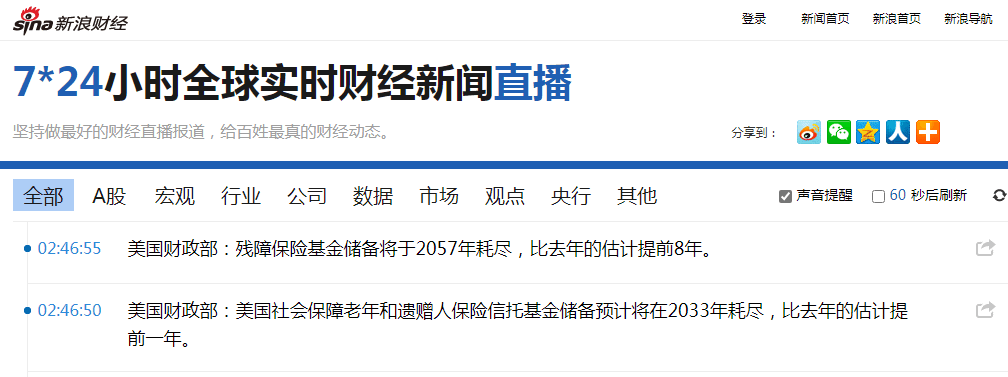 sina 新浪财经
登录 新闻首页 新浪首页 新浪导航
7*24小时全球实时财经新闻直播
坚持做最好的财经直播报道，给百姓最真的财经动态。
分享到：
全部 A股 宏观 行业 公司 数据 市场 观点 央行 其他
声音提醒 60 秒后刷新
02:46:55 美国财政部：残障保险基金储备将于2057年耗尽，比去年的估计提前8年。
02:46:50 美国财政部：美国社会保障老年和遗赠人保险信托基金储备预计将在2033年耗尽，比去年的估计提
前一年。